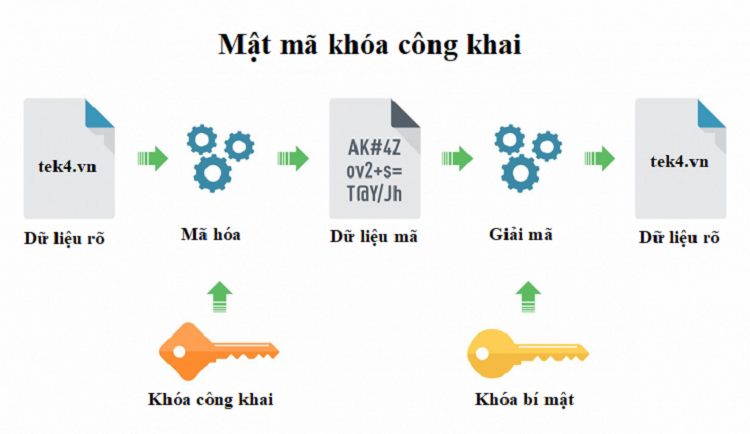 Mật mã khóa công khai
tek4.vn
AK#4Z
ov2+s=
T@Y/Jh
tek4.vn
Dữ liệu rõ
Mã hóa
Dữ liệu mã
Giải mã
Dữ liệu rõ
Khóa công khai
Khóa bí mật